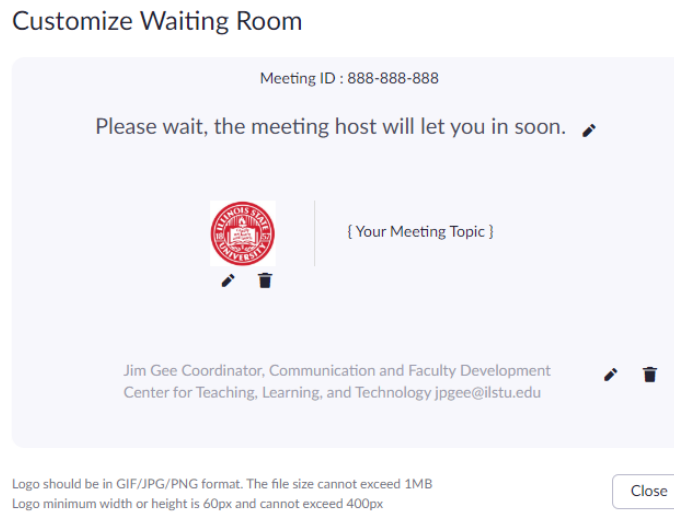 Customize Waiting Room
Meeting ID : 888-888-888
Please wait, the meeting host will let you in soon.
ILLINOIS STATE
UNIVERSITY
{ Your Meeting Topic }
Jim Gee Coordinator, Communication and Faculty Development
Center for Teaching, Learning, and Technology jpgee@ilstu.edu
Logo should be in GIF/JPG/PNG format. The file size cannot exceed 1MB
Logo minimum width or height is 60px and cannot exceed 400px
Close